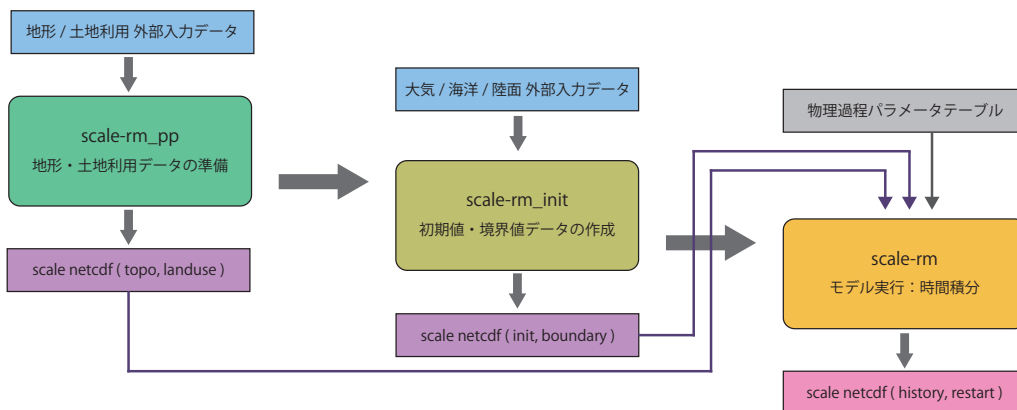 地形 / 土地利用 外部入力データ
scale-rm_pp
地形・土地利用データの準備
scale netcdf ( topo, landuse )
大気 / 海洋 / 陸面 外部入力データ
scale-rm_init
初期値・境界値データの作成
scale netcdf ( init, boundary )
物理過程パラメータテーブル
scale-rm
モデル実行：時間積分
scale netcdf ( history, restart )